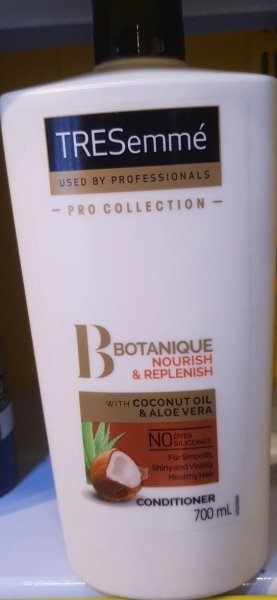 TRESemmé
USED BY PROFESSIONALS
- PRO COLLECTION -
B BOTANIQUE
NOURISH
& REPLENISH
WITH COCONUT OIL
& ALOE VERA
NO DYES
SILICONES
For Smooth,
Shiny and Visibly
Healthy Hair
CONDITIONER
700 mL